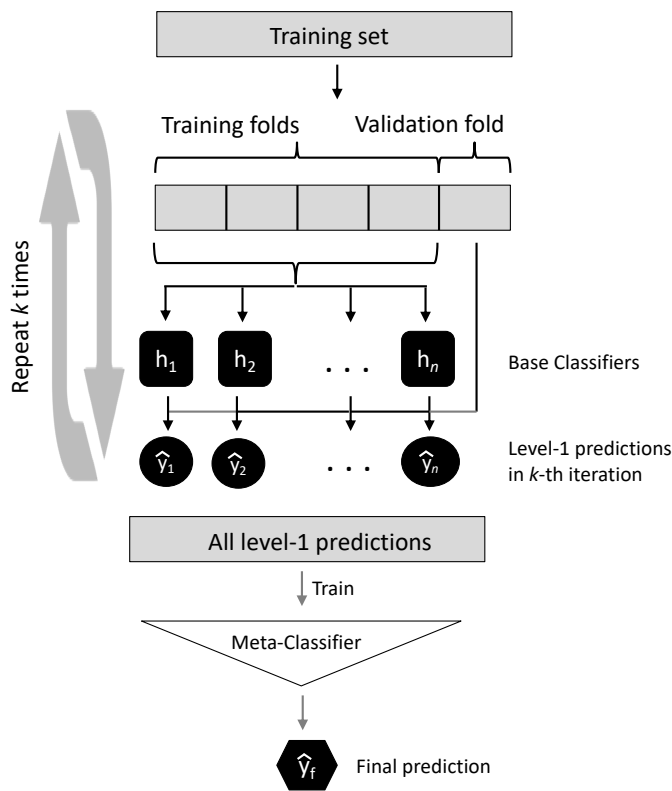 Training set
Training folds
Validation fold
Repeat k times
h1
h2
. . .
hn
Base Classifiers
ŷ1
ŷ2
. . .
ŷn
Level-1 predictions
in k-th iteration
All level-1 predictions
Train
Meta-Classifier
ŷf
Final prediction